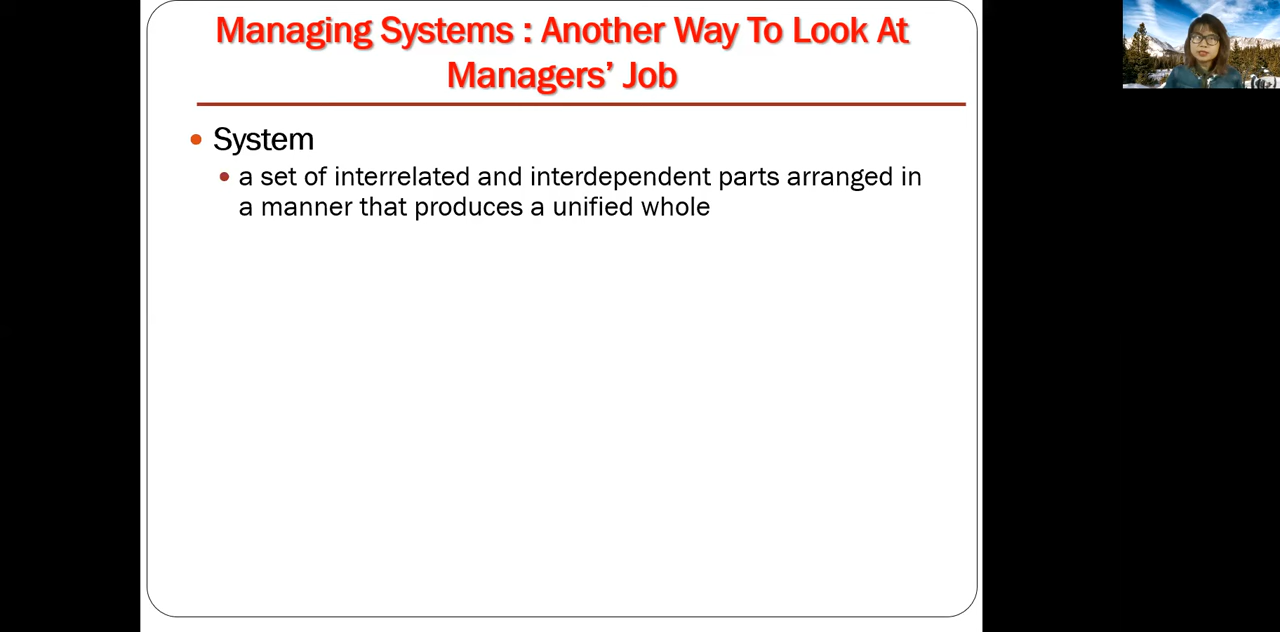 Managing Systems : Another Way To Look At
Managers’ Job
• System
• a set of interrelated and interdependent parts arranged in
a manner that produces a unified whole